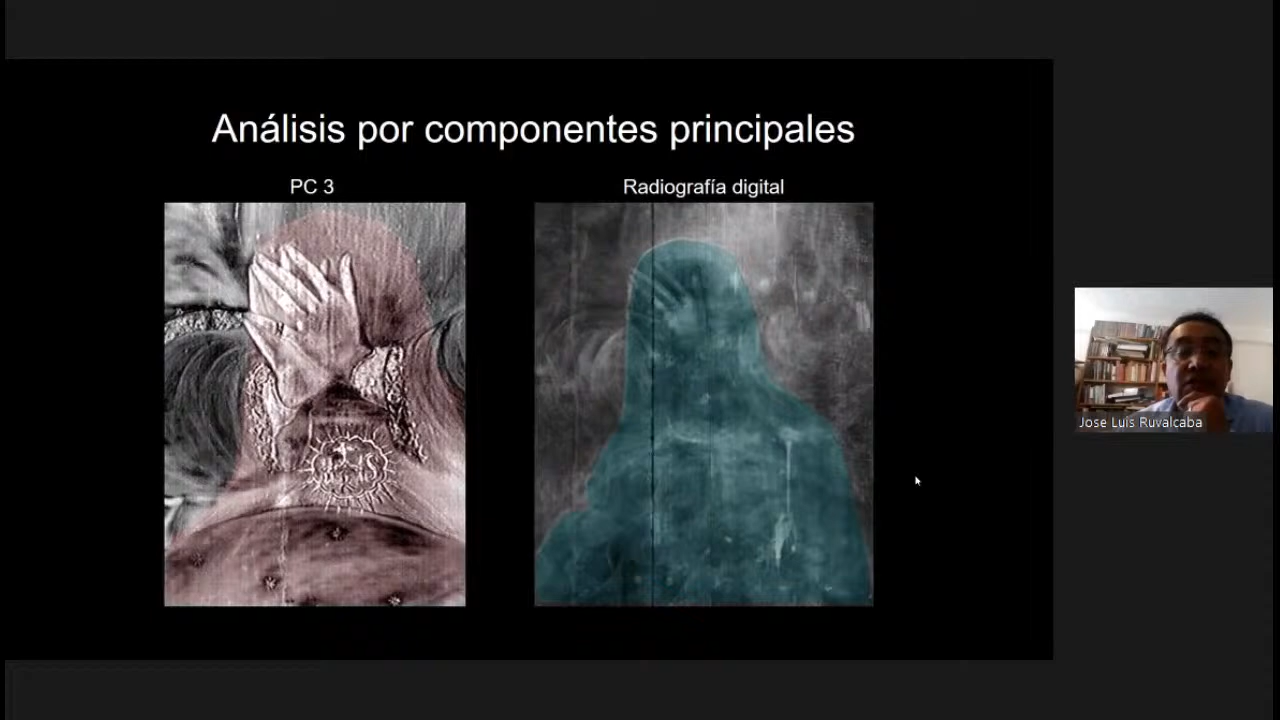 Análisis por componentes principales
PC 3
Radiografía digital
Jose Luis Ruvalcaba